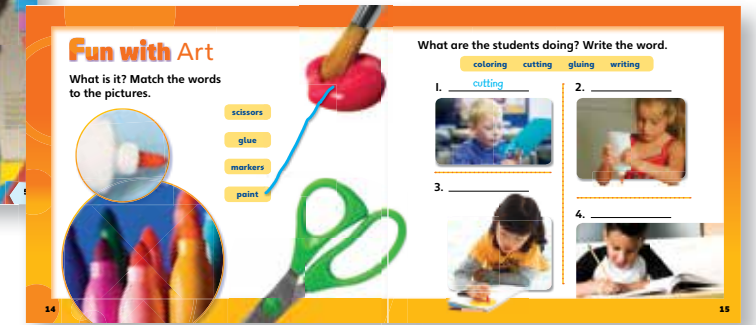 Fun with Art
What is it? Match the words
to the pictures.
scissors
glue
markers
paint
14
What are the students doing? Write the word.
coloring cutting gluing writing
1. cutting
2.
3.
4.
15